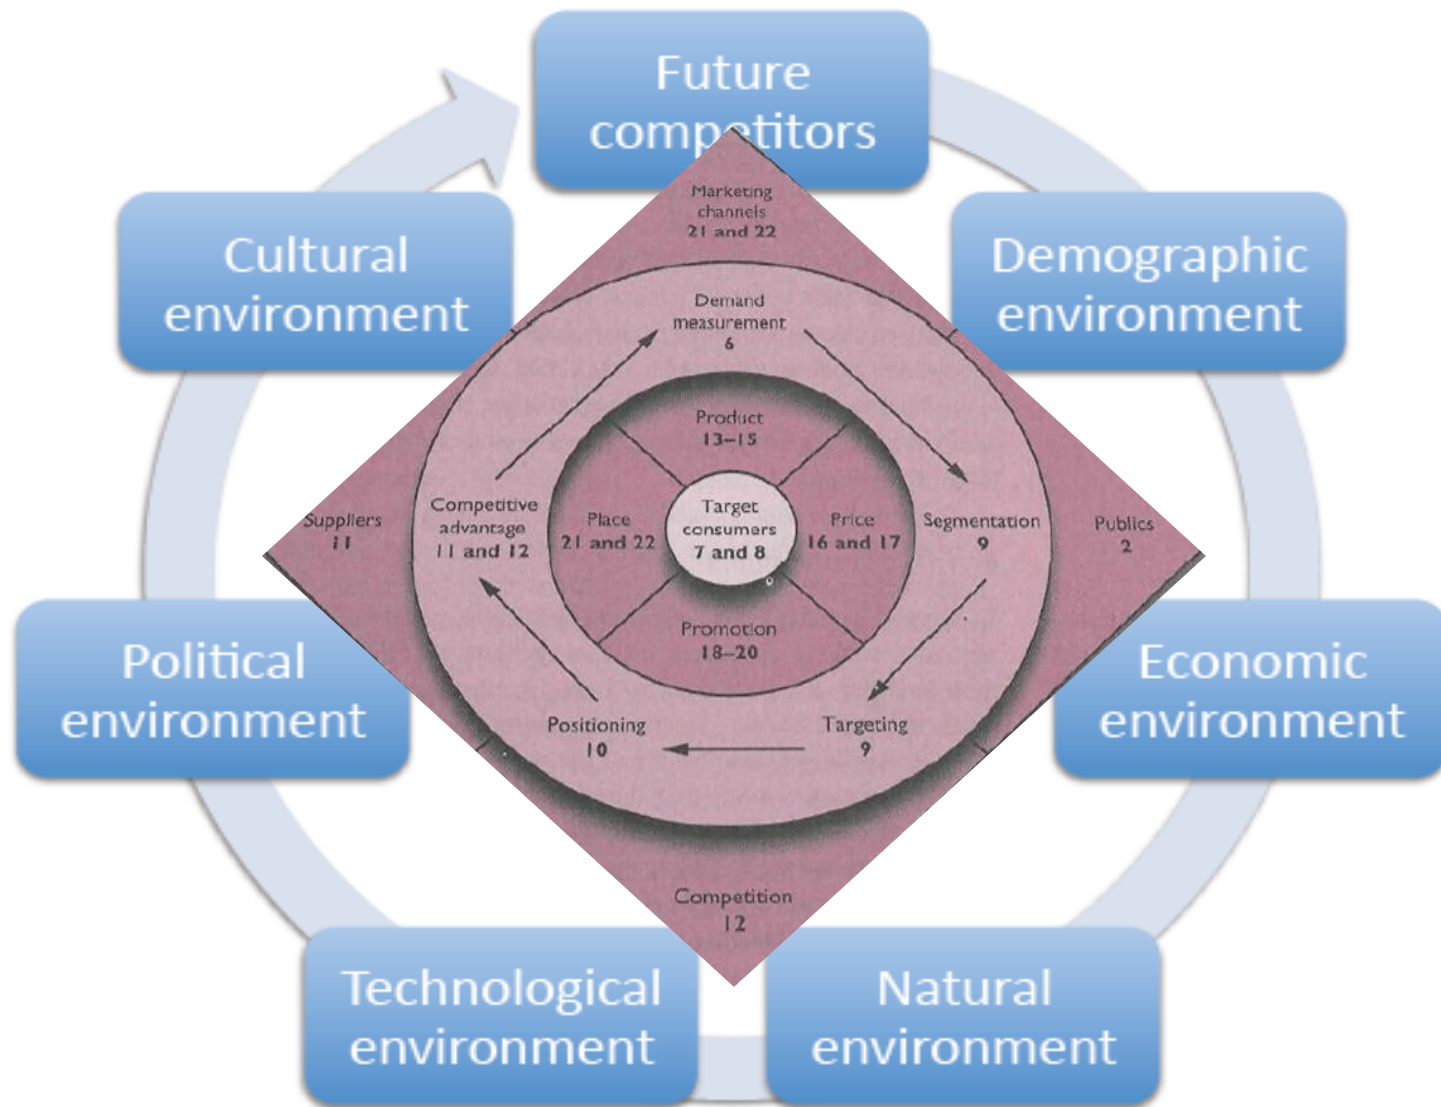 Future
competitors
Cultural
environment
Demographic
environment
Marketing
channels
21 and 22
Demand
measurement
6
Product
13–15
Suppliers
11
Competitive
advantage
11 and 12
Place
21 and 22
Target
consumers
7 and 8
Price
16 and 17
Segmentation
9
Publics
2
Promotion
18–20
Political
environment
Economic
environment
Positioning
10
Targeting
9
Competition
12
Technological
environment
Natural
environment